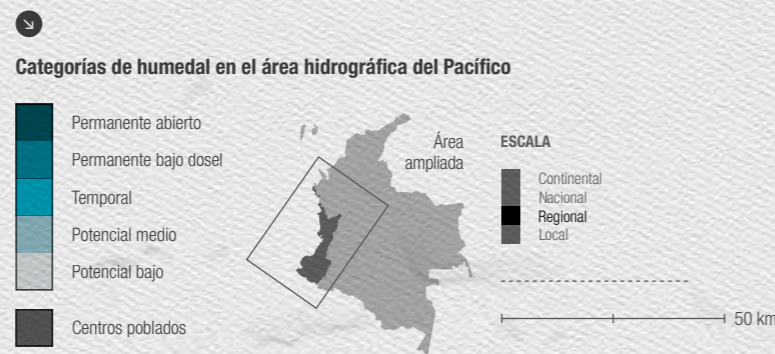 Categorías de humedal en el área hidrográfica del Pacífico
Permanente abierto
Permanente bajo dosel
Temporal
Potencial medio
Potencial bajo
Centros poblados
Área
ampliada
ESCALA
Continental
Nacional
Regional
Local
50 km